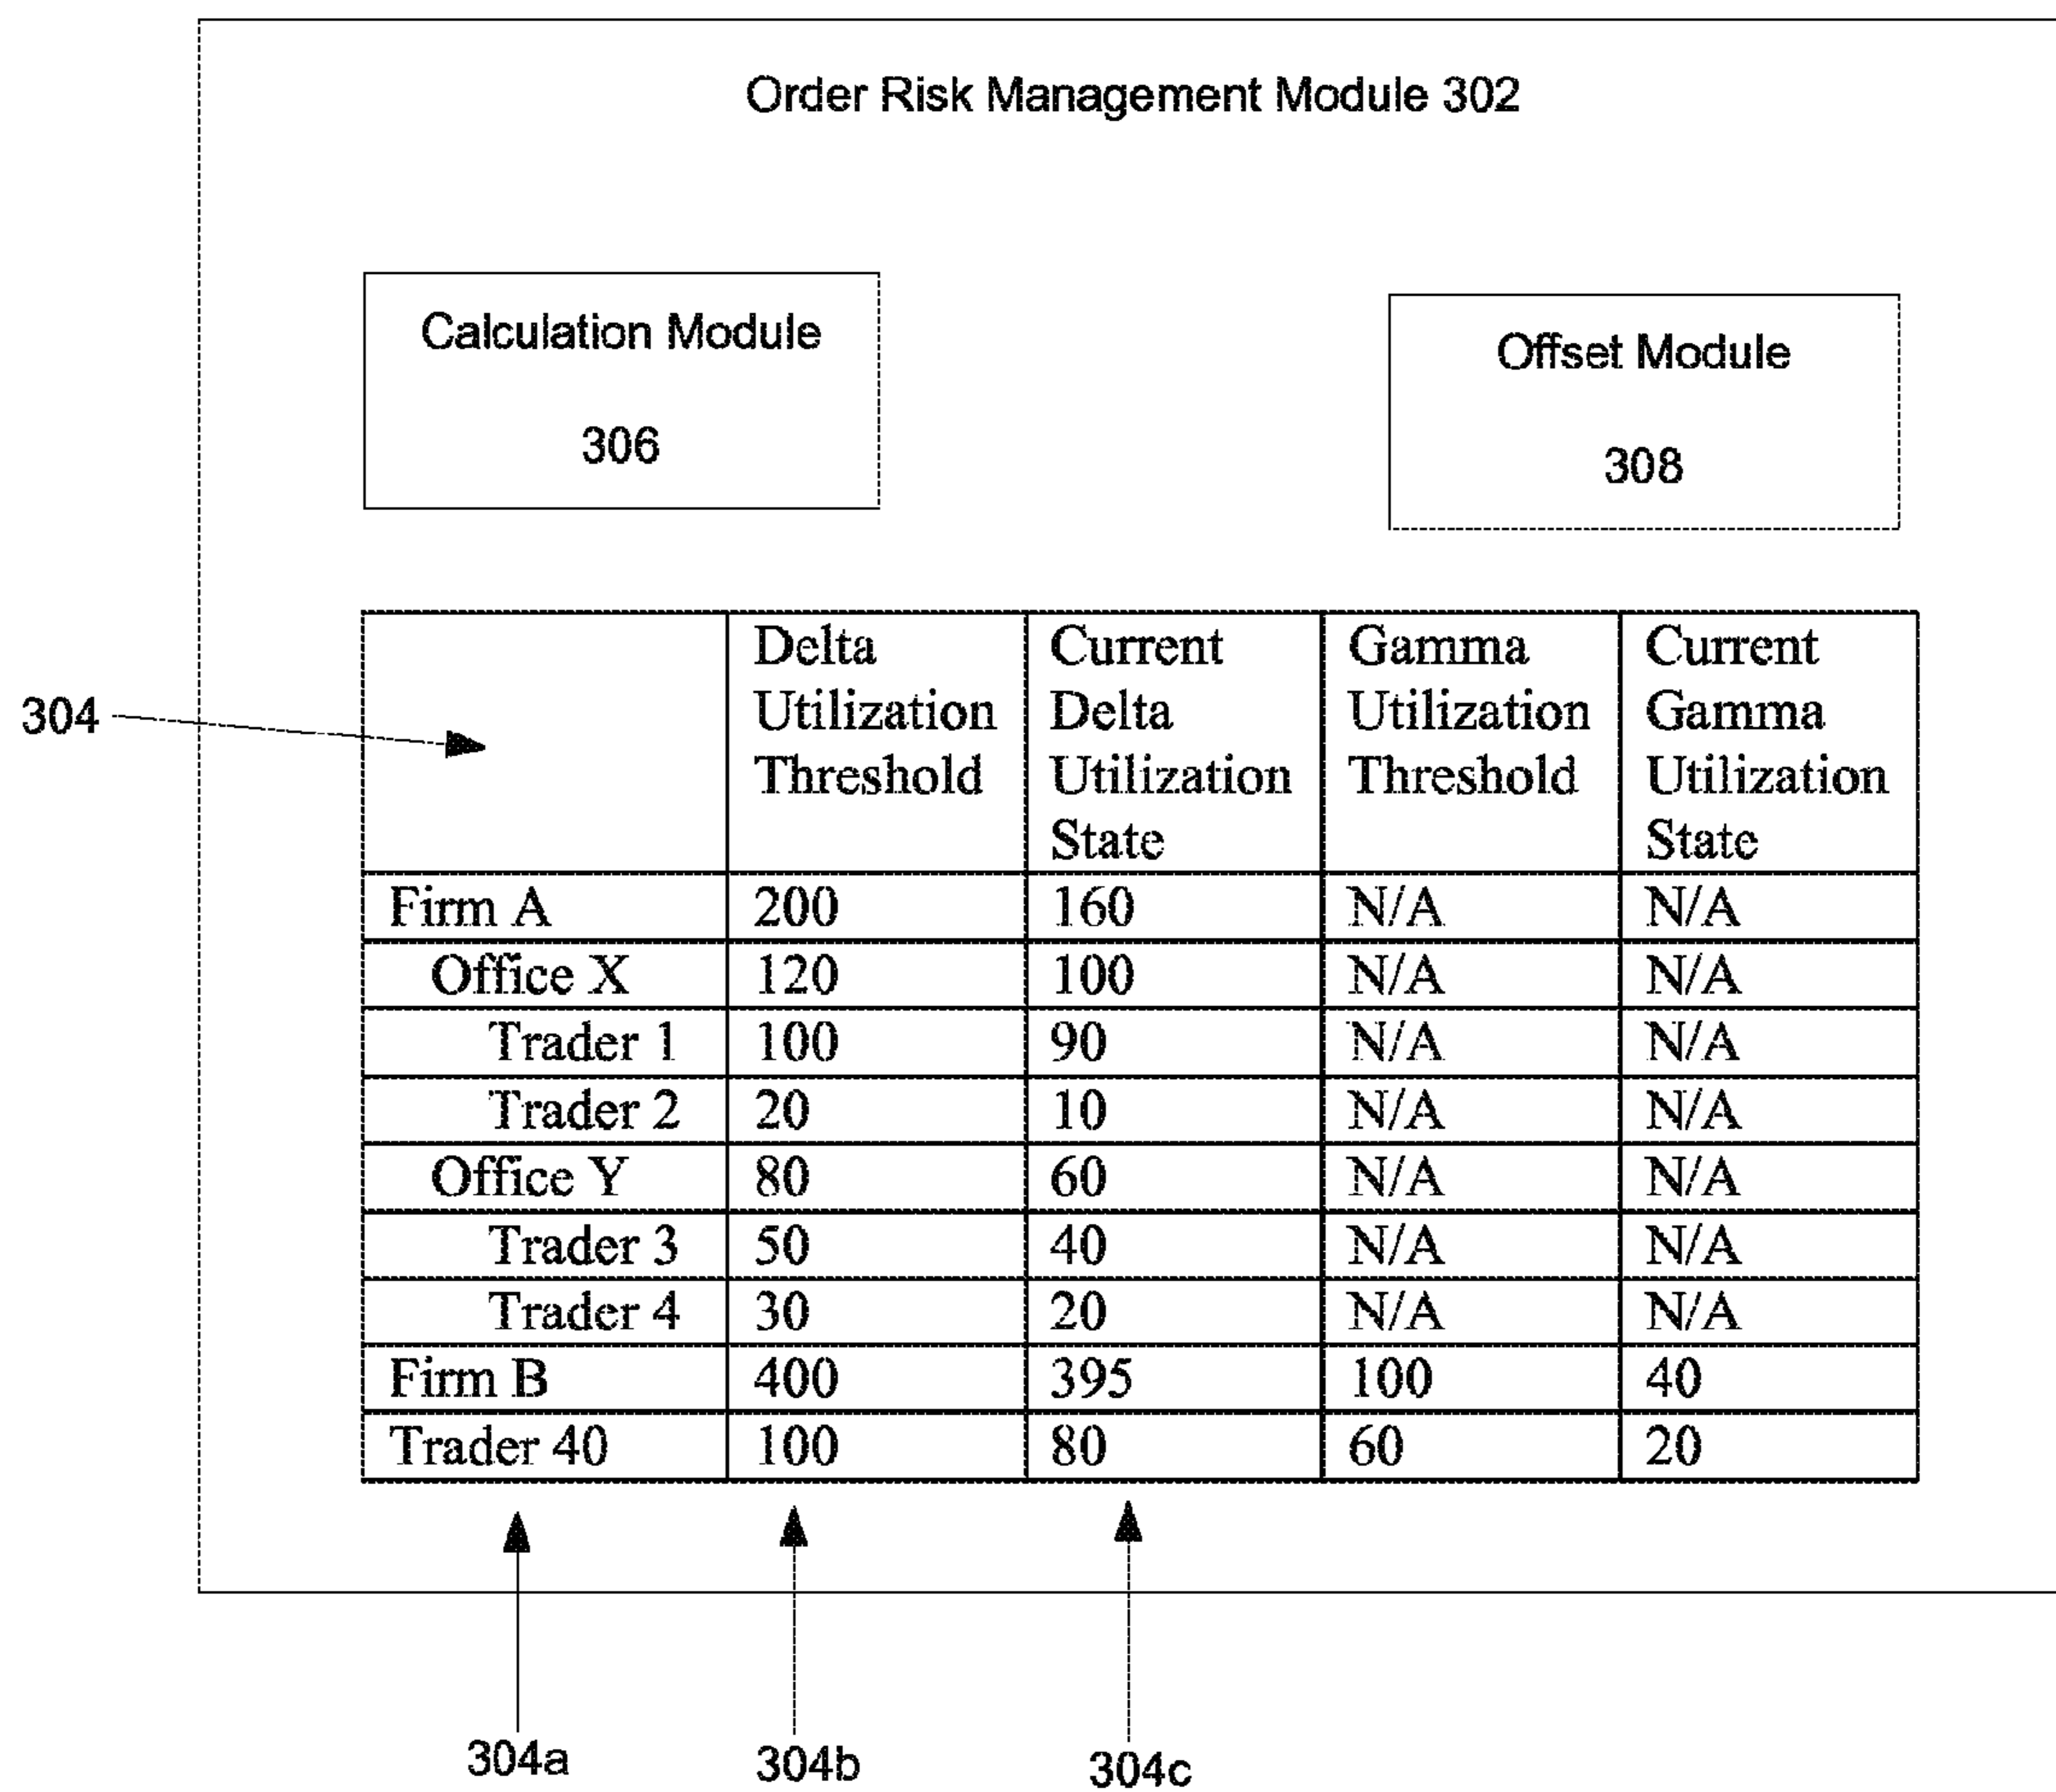 Order Risk Management Module 302
Calculation Module
306
Offset Module
308
304
Delta Utilization Threshold
Current Delta Utilization State
Gamma Utilization Threshold
Current Gamma Utilization State
Firm A 200 160 N/A N/A
Office X 120 100 N/A N/A
Trader 1 100 90 N/A N/A
Trader 2 20 10 N/A N/A
Office Y 80 60 N/A N/A
Trader 3 50 40 N/A N/A
Trader 4 30 20 N/A N/A
Firm B 400 395 100 40
Trader 40 100 80 60 20
304a 304b 304c